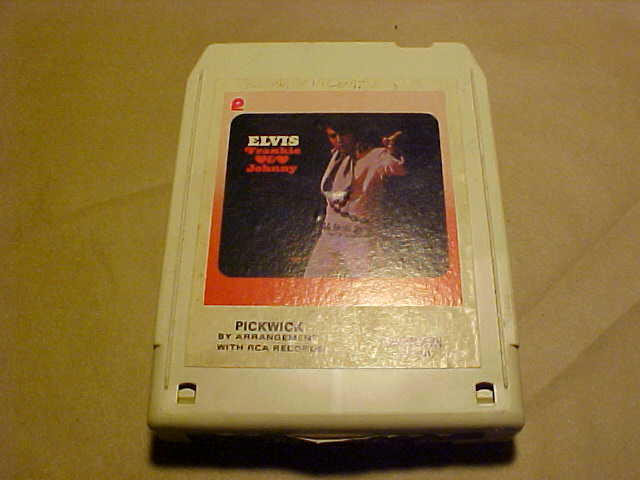 ELVIS
Frankie
&
Johnny
PICKWICK
BY ARRANGEMENT
WITH RCA RECORDS